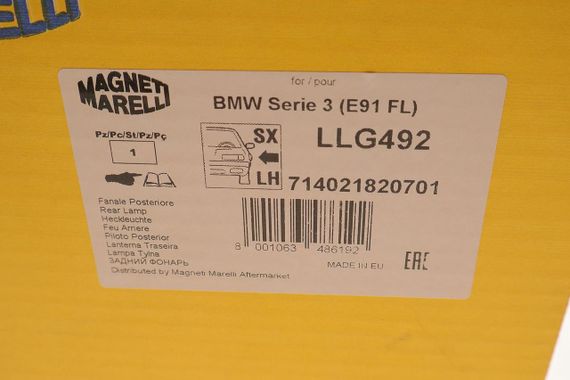 MARELLI
MAGNETI
MARELLI
for / pour
BMW Serie 3 (E91 FL)
Pz/Pc/St/Pz/Pç
1
SX
LH
LLG492
714021820701
Fanale Posteriore
Rear Lamp
Heckleuchte
Feu Arriere
Piloto Posterior
Lanterna Traseira
Lampa Tylna
ЗАДНИЙ ФОНАРЬ
Distributed by Magneti Marelli Aftermarket
8 001063 486192
MADE IN EU
EAC